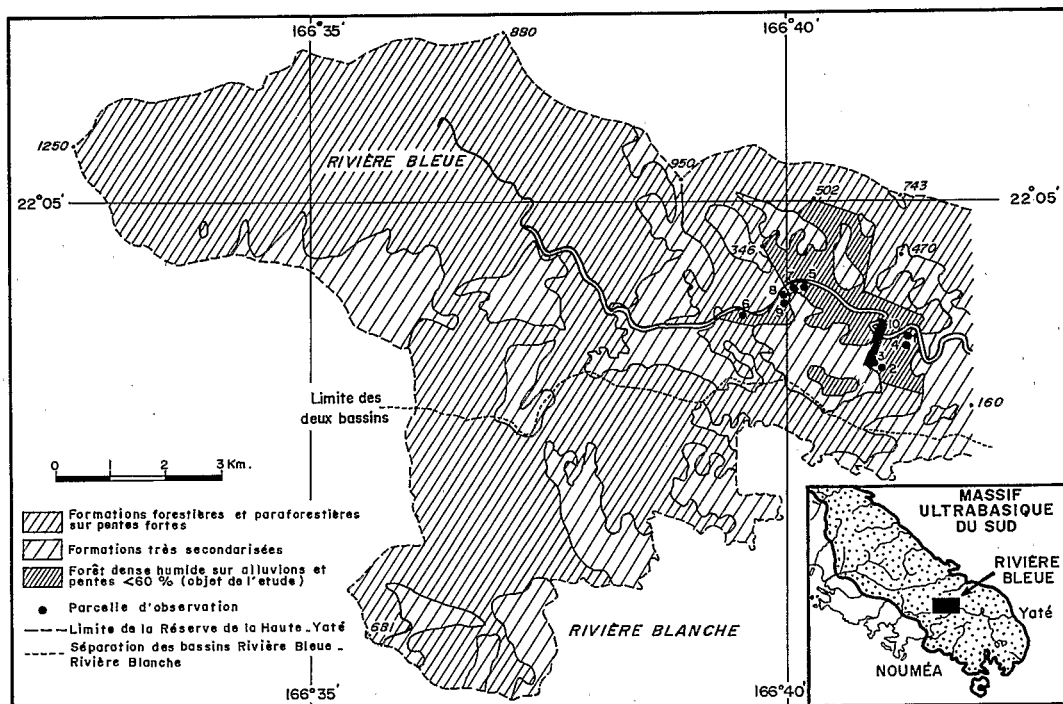 166°35'
166°40'
880
1250
RIVIÈRE BLEUE
950
22°05'
502
743
22°05'
346
470
7
5
8
9
6
10
4
3
2
160
Limite des
deux bassins
0 1 2 3 Km.
Formations forestières et paraforestières
sur pentes fortes
Formations très secondarisées
Forêt dense humide sur alluvions et
pentes <60 % (objet de l'etude)
Parcelle d'observation
Limite de la Réserve de la Haute_Yaté
Séparation des bassins Rivière Bleue_
Rivière Blanche
681
RIVIÈRE BLANCHE
MASSIF
ULTRABASIQUE
DU SUD
RIVIÈRE
BLEUE
Yaté
NOUMÉA
166°35'
166°40'